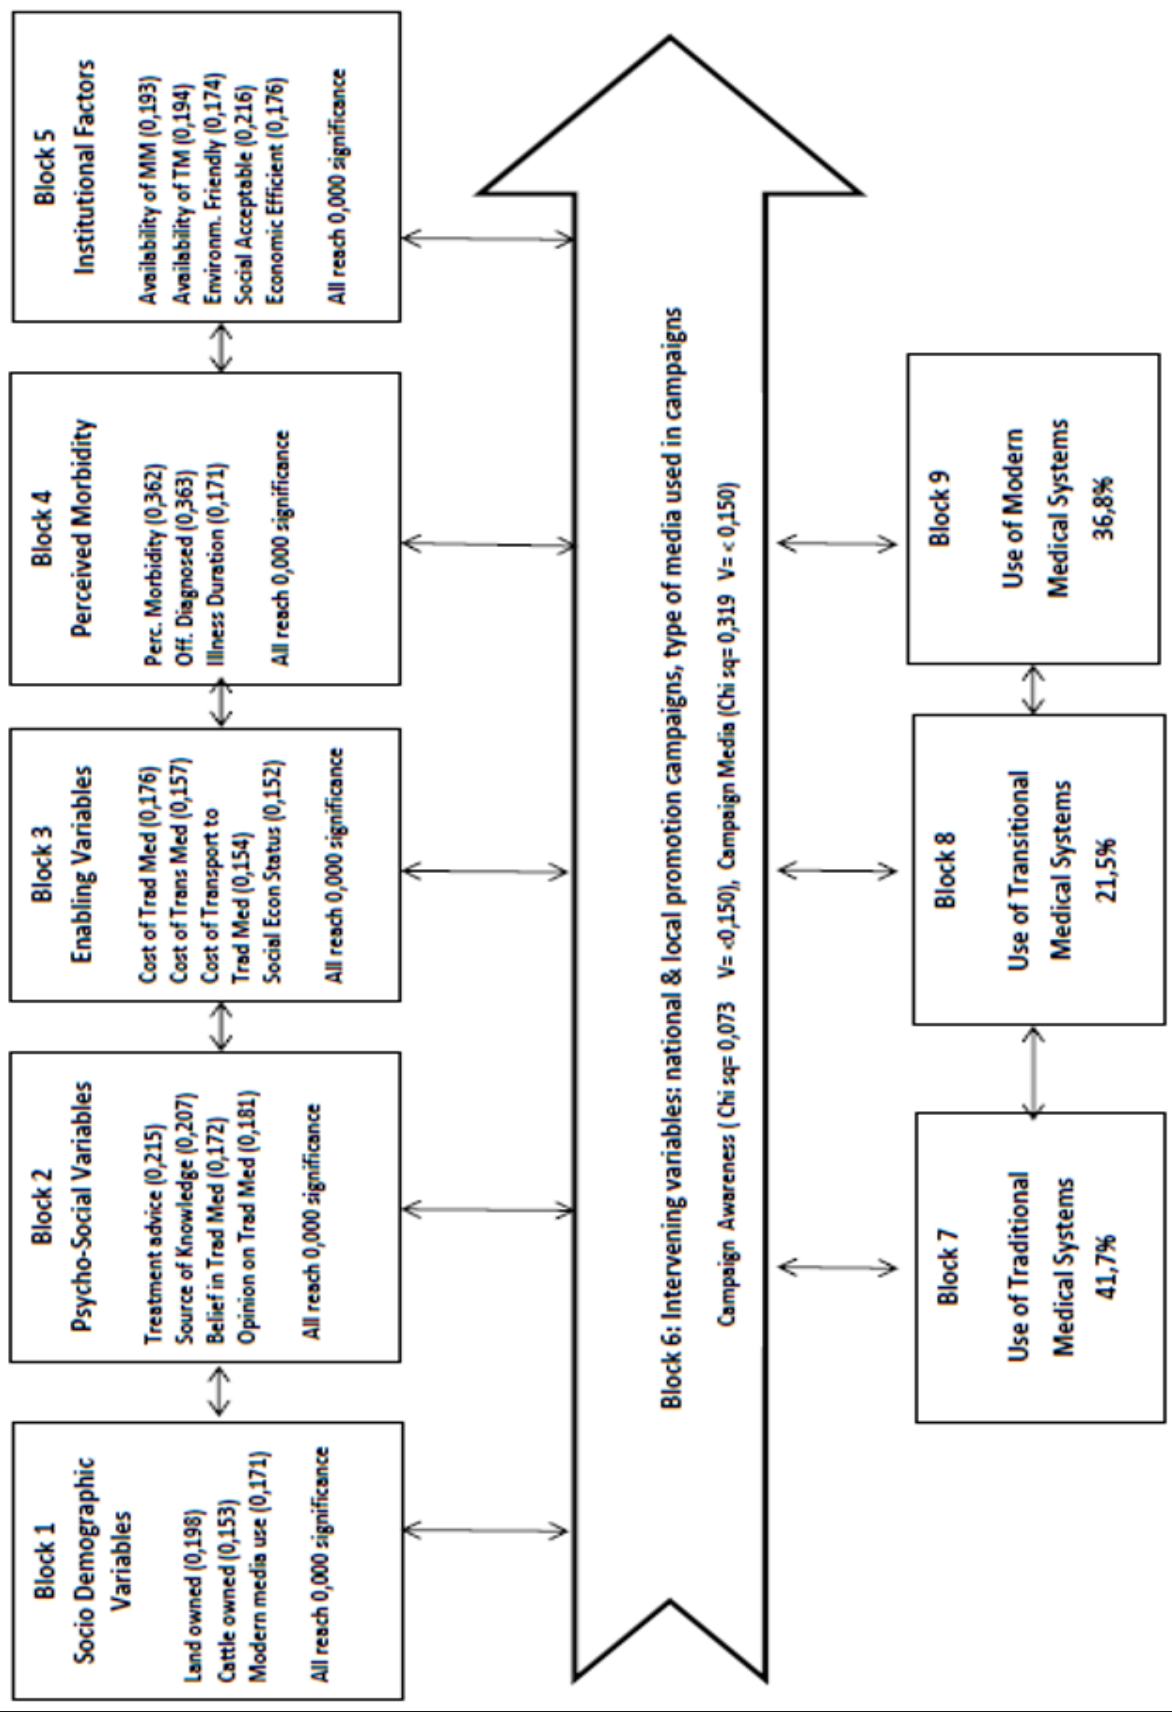 Block 1
Socio Demographic
Variables
Land owned (0,198)
Cattle owned (0,153)
Modern media use (0,171)
All reach 0,000 significance
Block 2
Psycho-Social Variables
Treatment advice (0,215)
Source of Knowledge (0,207)
Belief in Trad Med (0,172)
Opinion on Trad Med (0,181)
All reach 0,000 significance
Block 3
Enabling Variables
Cost of Trad Med (0,176)
Cost of Trans Med (0,157)
Cost of Transport to
Trad Med (0,154)
Social Econ Status (0,152)
All reach 0,000 significance
Block 4
Perceived Morbidity
Perc. Morbidity (0,362)
Off. Diagnosed (0,363)
Illness Duration (0,171)
All reach 0,000 significance
Block 5
Institutional Factors
Availability of MM (0,193)
Availability of TM (0,194)
Environm. Friendly (0,174)
Social Acceptable (0,216)
Economic Efficient (0,176)
All reach 0,000 significance
Block 6: Intervening variables: national & local promotion campaigns, type of media used in campaigns
Campaign Awareness ( Chi sq= 0,073 V= <0,150), Campaign Media (Chi sq= 0,319 V= < 0,150)
Block 7
Use of Traditional
Medical Systems
41,7%
Block 8
Use of Transitional
Medical Systems
21,5%
Block 9
Use of Modern
Medical Systems
36,8%